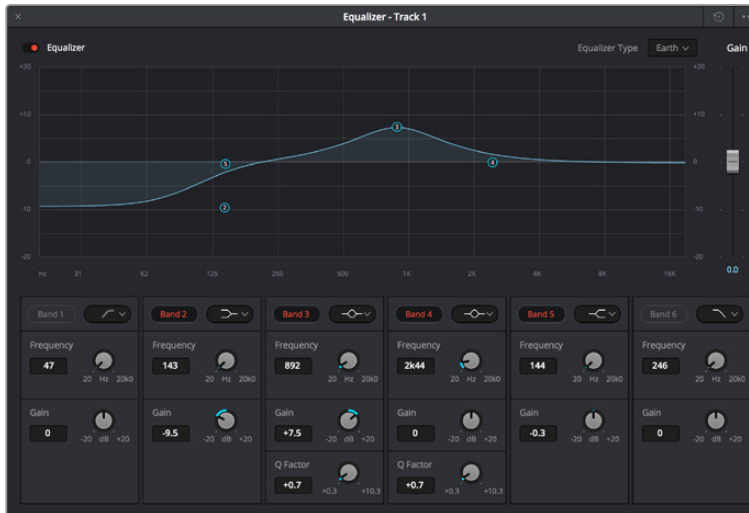 Equalizer - Track 1
Equalizer
Equalizer Type Earth Gain
+20 +20
+10 +10
0 0
-10 -10
-20 -20
0.0
Hz 31 62 125 250 500 1K 2K 4K 8K 16K
5
3
4
2
Band 1 Band 2 Band 3 Band 4 Band 5 Band 6
Frequency Frequency Frequency Frequency Frequency Frequency
47 143 892 2k44 144 246
20 Hz 20k0 20 Hz 20k0 20 Hz 20k0 20 Hz 20k0 20 Hz 20k0 20 Hz 20k0
Gain Gain Gain Gain Gain Gain
0 -9.5 +7.5 0 -0.3 0
-20 dB +20 -20 dB +20 -20 dB +20 -20 dB +20 -20 dB +20 -20 dB +20
Q Factor Q Factor
+0.7 +0.7
+0.3 +10.3 +0.3 +10.3